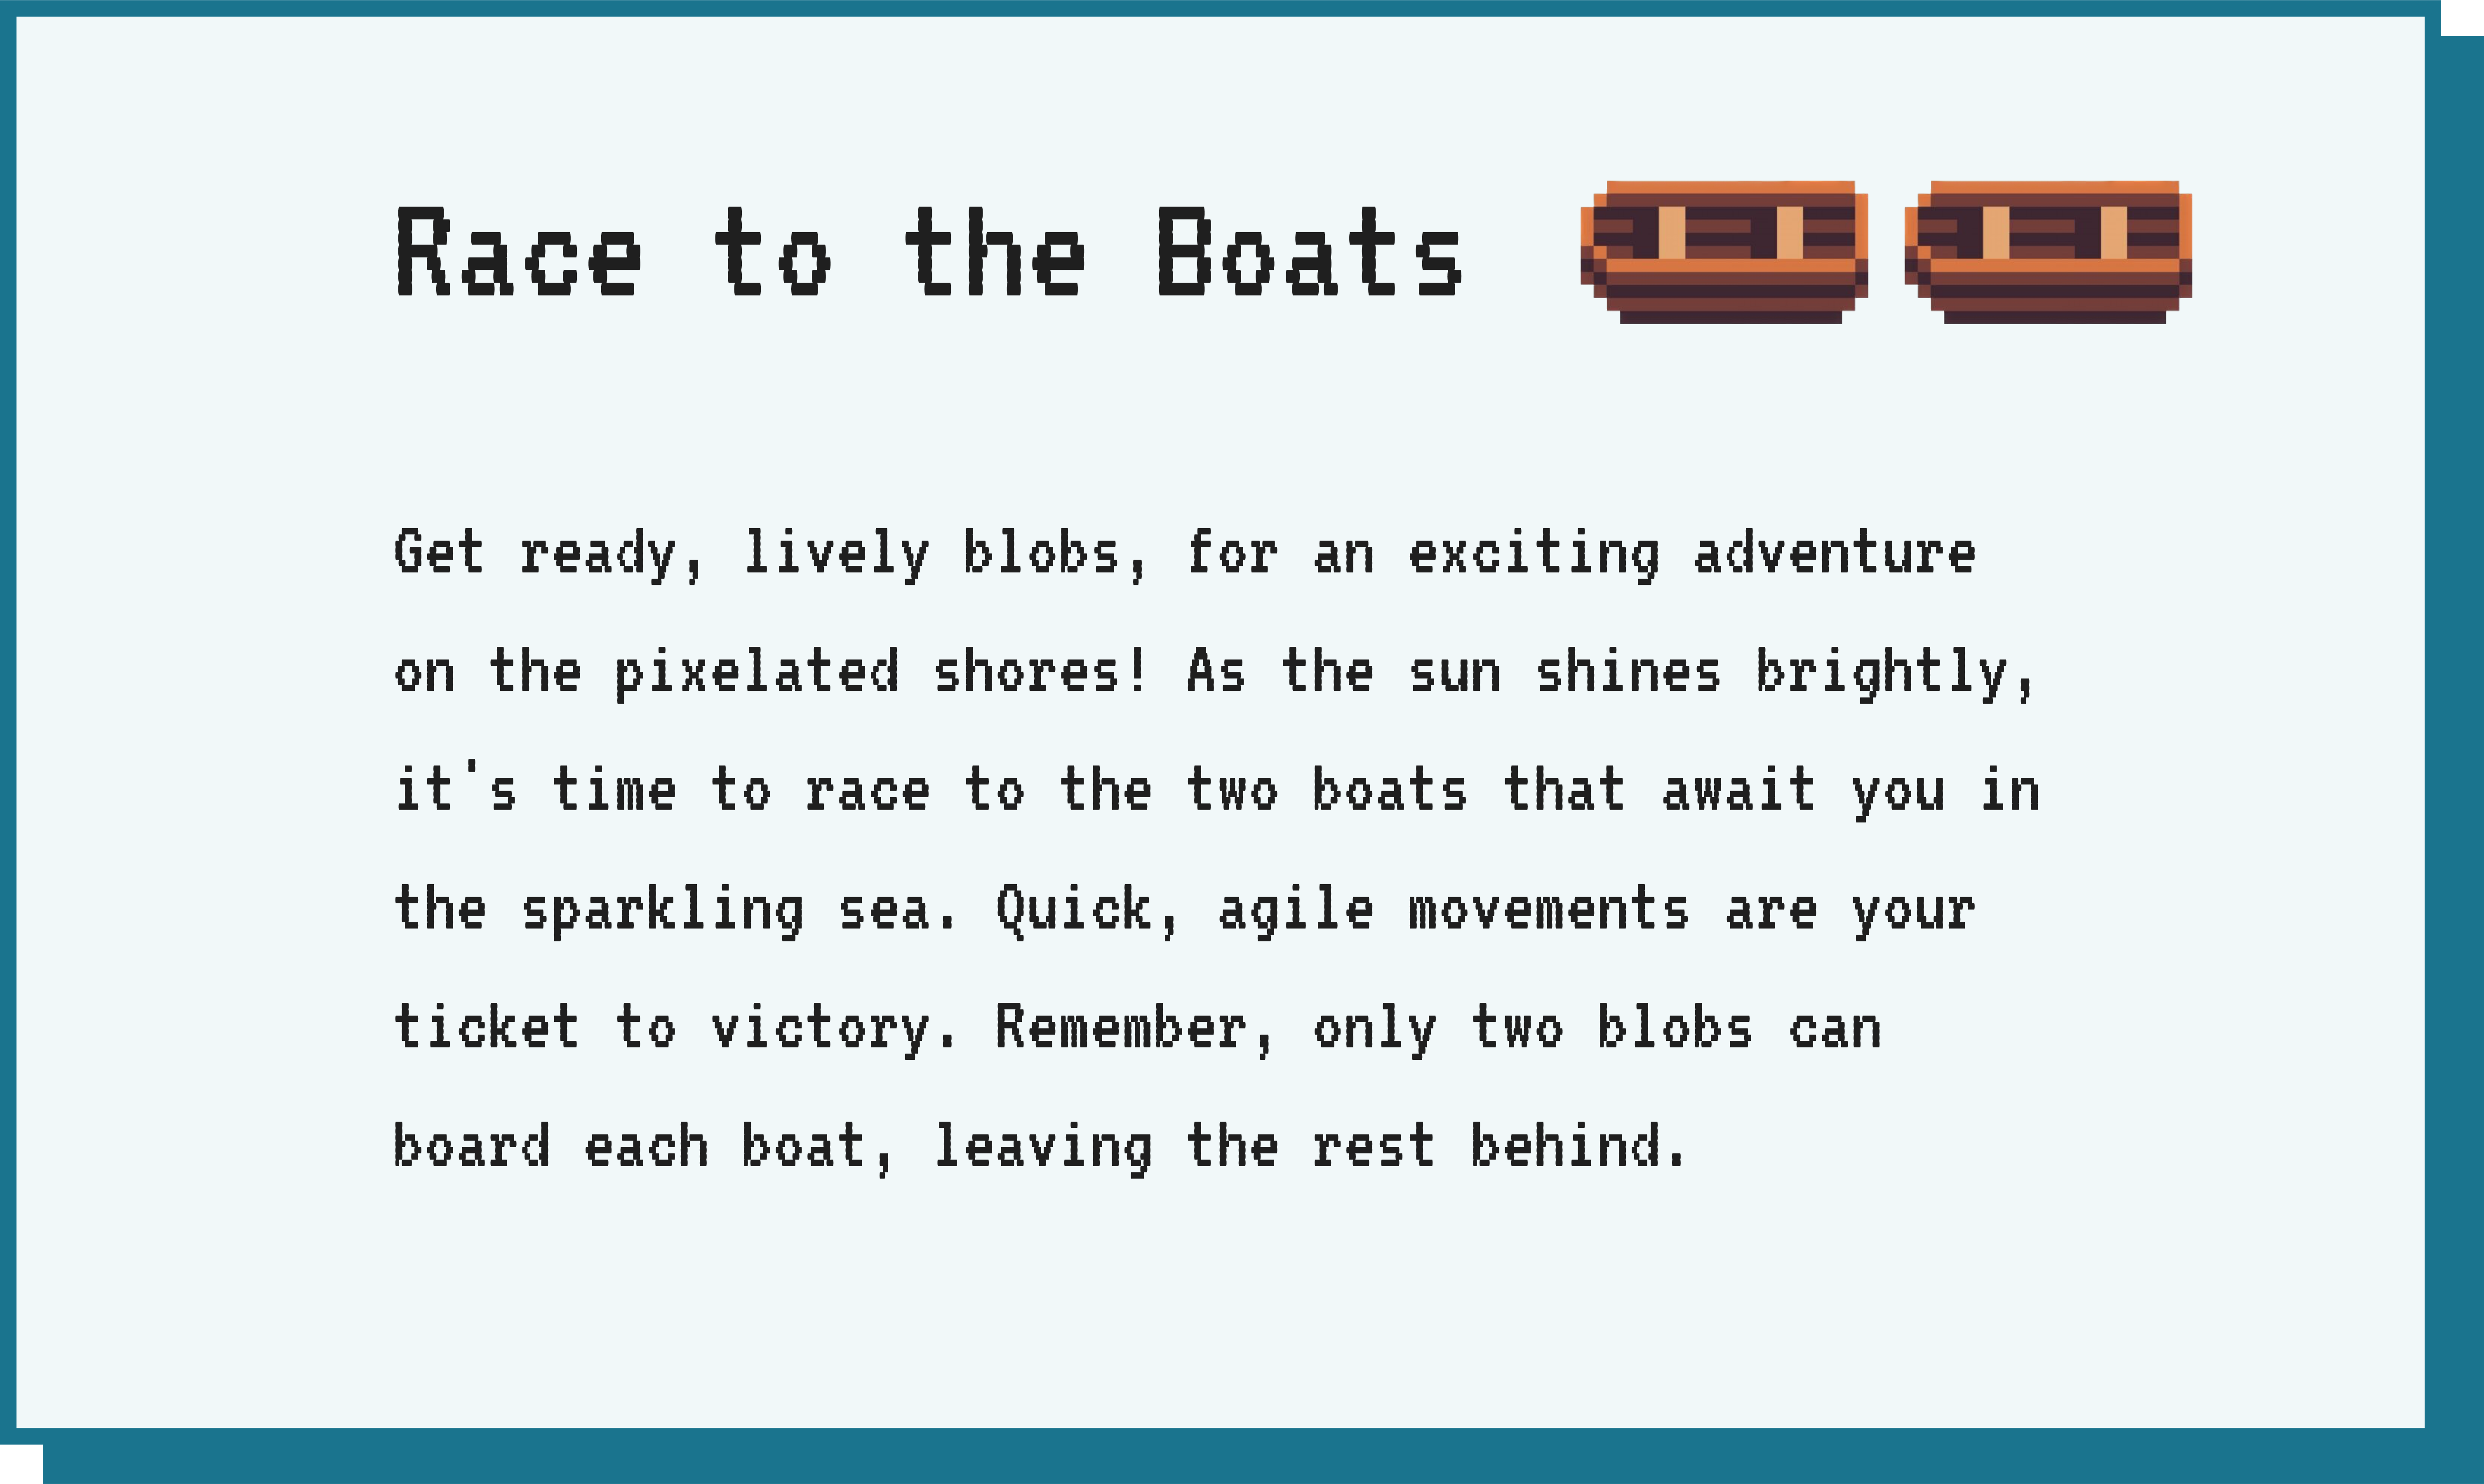 Race to the Boats
Get ready, lively blobs, for an exciting adventure
on the pixelated shores! As the sun shines brightly,
it's time to race to the two boats that await you in
the sparkling sea. Quick, agile movements are your
ticket to victory. Remember, only two blobs can
board each boat, leaving the rest behind.